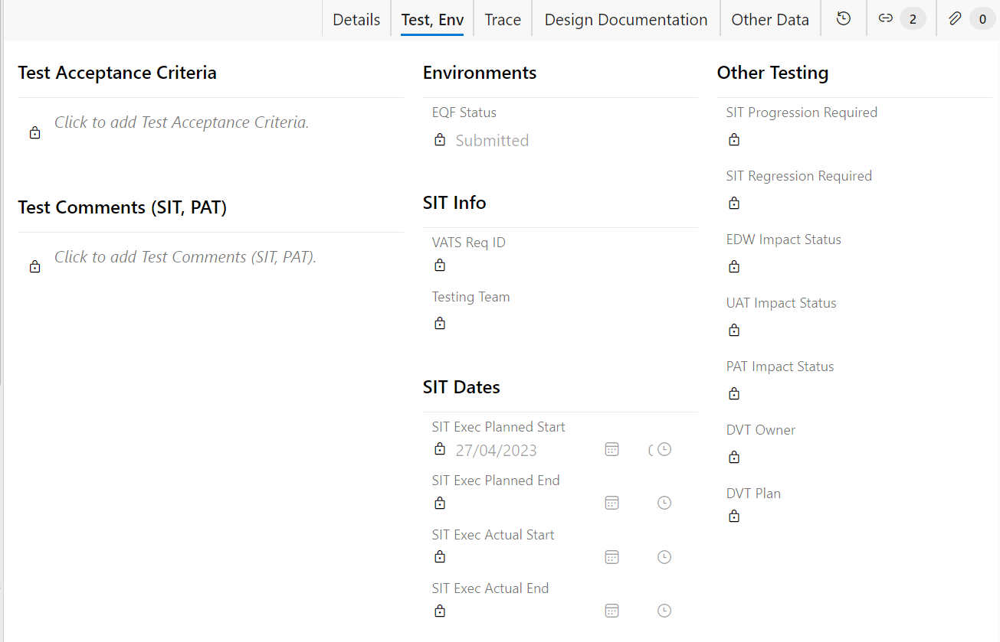 Details
Test, Env
Trace
Design Documentation
Other Data
2
0
Test Acceptance Criteria
Click to add Test Acceptance Criteria.
Test Comments (SIT, PAT)
Click to add Test Comments (SIT, PAT).
Environments
EQF Status
Submitted
SIT Info
VATS Req ID
Testing Team
SIT Dates
SIT Exec Planned Start
27/04/2023
SIT Exec Planned End
SIT Exec Actual Start
SIT Exec Actual End
Other Testing
SIT Progression Required
SIT Regression Required
EDW Impact Status
UAT Impact Status
PAT Impact Status
DVT Owner
DVT Plan